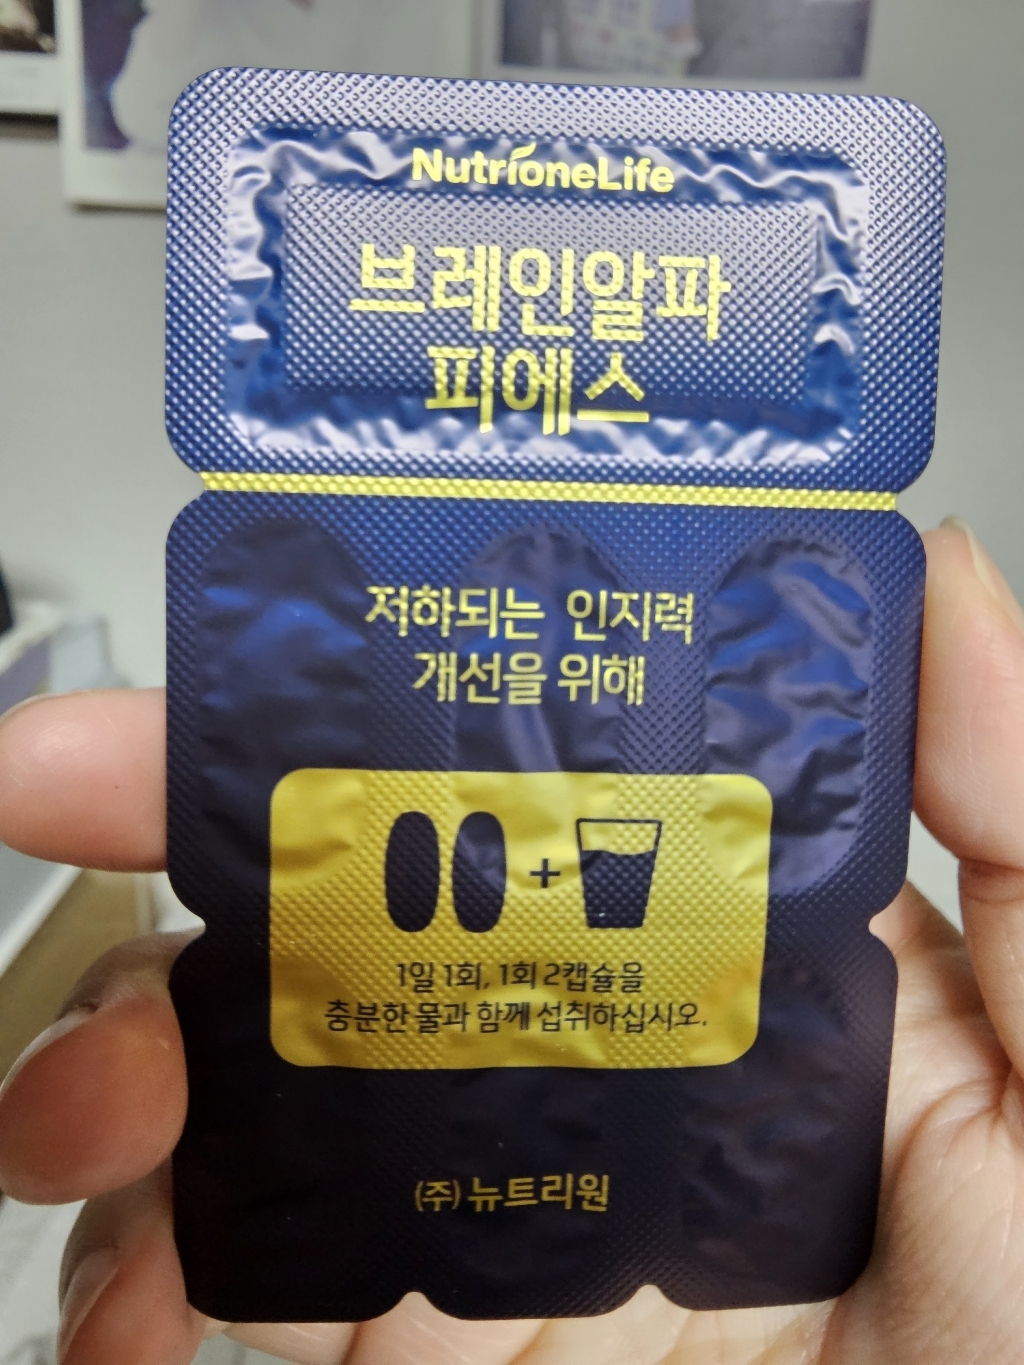 NutrioneLife
브레인알파
피에스
저하되는 인지력
개선을 위해
+
1일 1회, 1회 2캡슐을
충분한 물과 함께 섭취하십시오.
(주) 뉴트리원